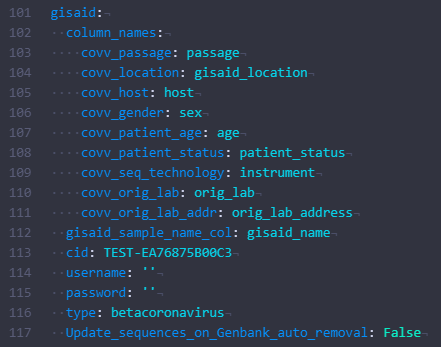 101 gisaid:
102   column_names:
103     covv_passage: passage
104     covv_location: gisaid_location
105     covv_host: host
106     covv_gender: sex
107     covv_patient_age: age
108     covv_patient_status: patient_status
109     covv_seq_technology: instrument
110     covv_orig_lab: orig_lab
111     covv_orig_lab_addr: orig_lab_address
112   gisaid_sample_name_col: gisaid_name
113   cid: TEST-EA76875B00C3
114   username: ''
115   password: ''
116   type: betacoronavirus
117   Update_sequences_on_Genbank_auto_removal: False